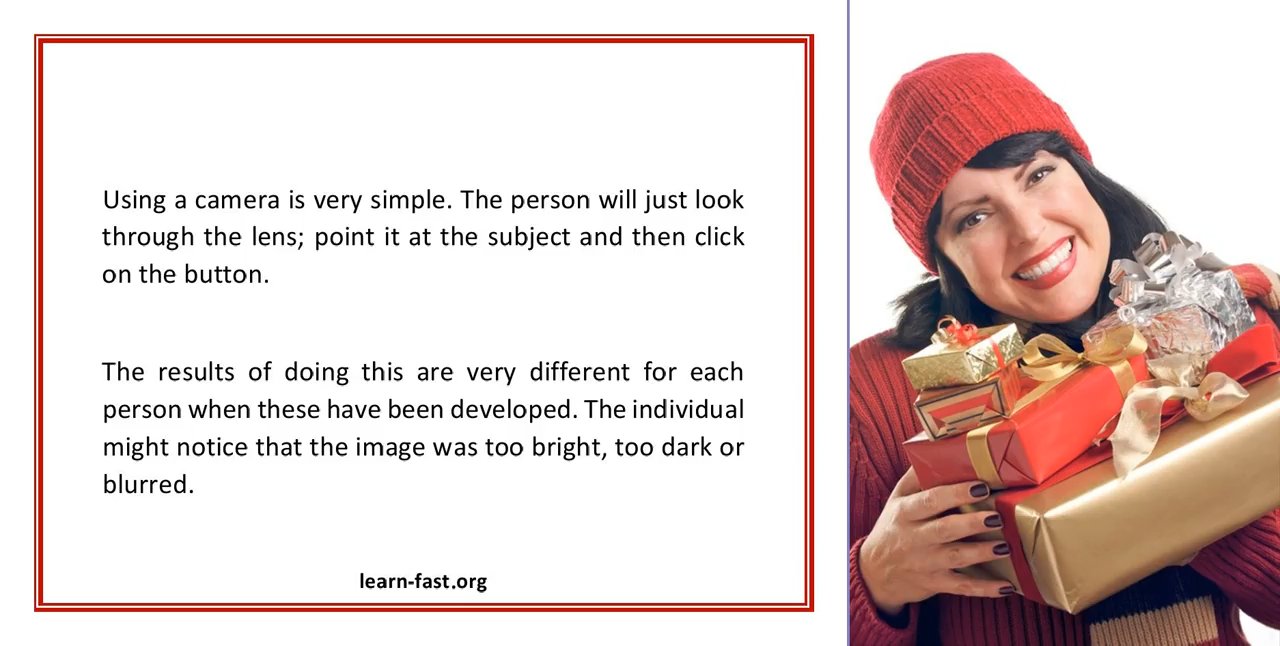 Using a camera is very simple. The person will just look
through the lens; point it at the subject and then click
on the button.
The results of doing this are very different for each
person when these have been developed. The individual
might notice that the image was too bright, too dark or
blurred.
learn-fast.org